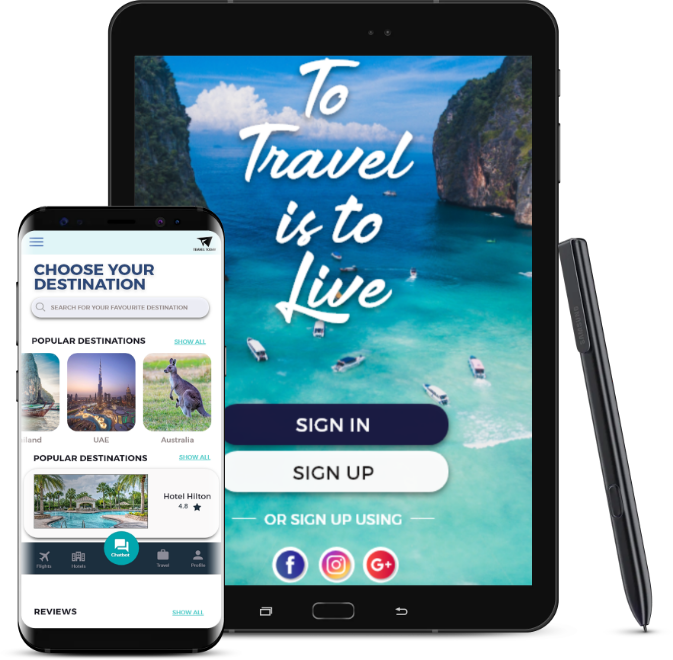 To
Travel
is to
Live
SIGN IN
SIGN UP
OR SIGN UP USING
f
G+
CHOOSE YOUR
DESTINATION
SEARCH FOR YOUR FAVOURITE DESTINATION
POPULAR DESTINATIONS SHOW ALL
land UAE Australia
POPULAR DESTINATIONS SHOW ALL
Hotel Hilton
4.8
Flights Hotels Chatbot Travel Profile
REVIEWS SHOW ALL